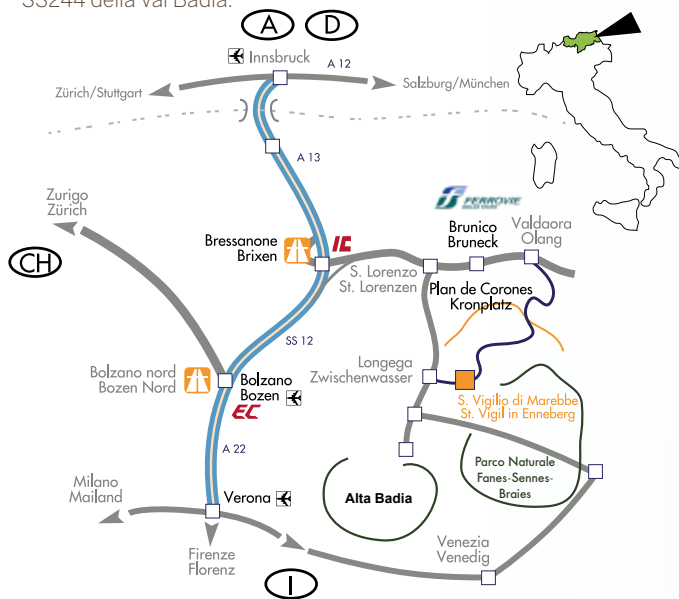 SS244 della Val Badia.
A
D
Innsbruck
A 12
Zürich/Stuttgart
Salzburg/München
A 13
Zurigo
Zürich
CH
FERROVIE
Bressanone
Brixen
IC
Brunico
Bruneck
Valdaora
Olang
S. Lorenzo
St. Lorenzen
Plan de Corones
Kronplatz
SS 12
Longega
Zwischenwasser
Bolzano nord
Bozen Nord
Bolzano
Bozen
EC
S. Vigilio di Marebbe
St. Vigil in Enneberg
A 22
Parco Naturale
Fanes-Sennes-
Braies
Alta Badia
Milano
Mailand
Verona
Firenze
Florenz
Venezia
Venedig
I